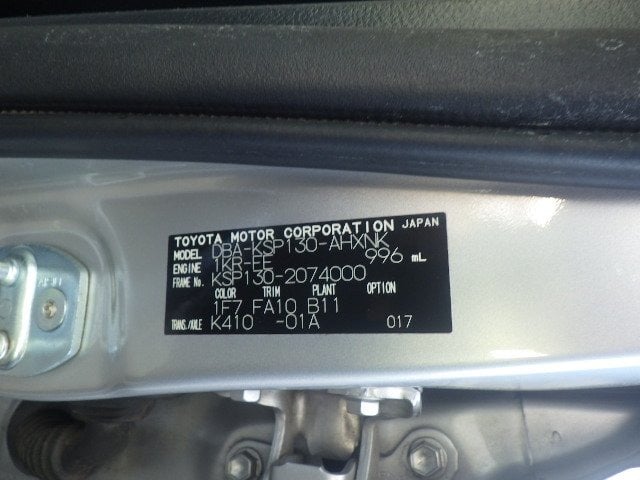 TOYOTA MOTOR CORPORATION JAPAN
MODEL DBA-KSP130-AHXNK
ENGINE 1KR-FE 996 mL
FRAME No. KSP130-2074000
COLOR TRIM PLANT OPTION
1F7 FA10 B11
TRANS./AXLE K410 -01A 017